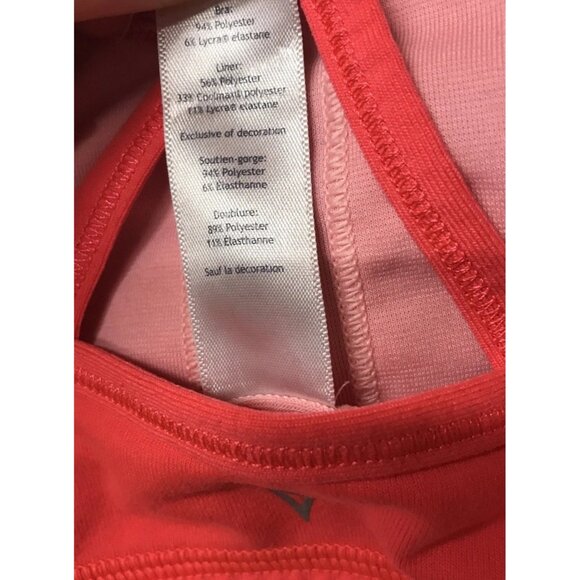 Bra:
94% Polyester
6% Lycra® elastane
Liner:
56% Polyester
33% Coolmant polyester
11% Lycra® elastane
Exclusive of decoration
Soutien-gorge:
94% Polyester
6% Élasthanne
Doublure:
89% Polyester
11% Élasthanne
Sauf la décoration